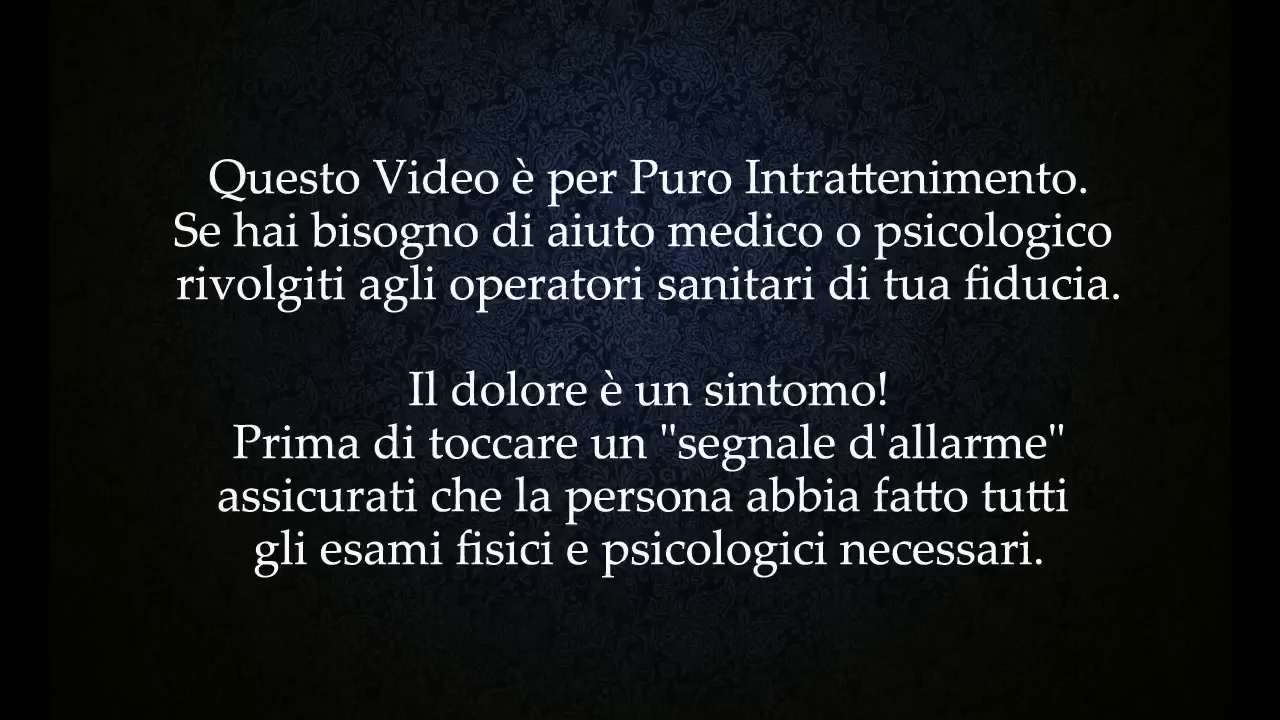 Questo Video è per Puro Intrattenimento.
Se hai bisogno di aiuto medico o psicologico
rivolgiti agli operatori sanitari di tua fiducia.
Il dolore è un sintomo!
Prima di toccare un "segnale d'allarme"
assicurati che la persona abbia fatto tutti
gli esami fisici e psicologici necessari.